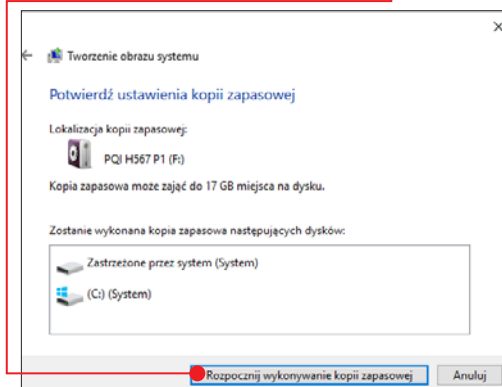 Tworzenie obrazu systemu
Potwierdź ustawienia kopii zapasowej
Lokalizacja kopii zapasowej:
PQI H567 P1 (F:)
Kopia zapasowa może zająć do 17 GB miejsca na dysku.
Zostanie wykonana kopia zapasowa następujących dysków:
Zastrzeżone przez system (System)
(C:) (System)
Rozpocznij wykonywanie kopii zapasowej
Anuluj